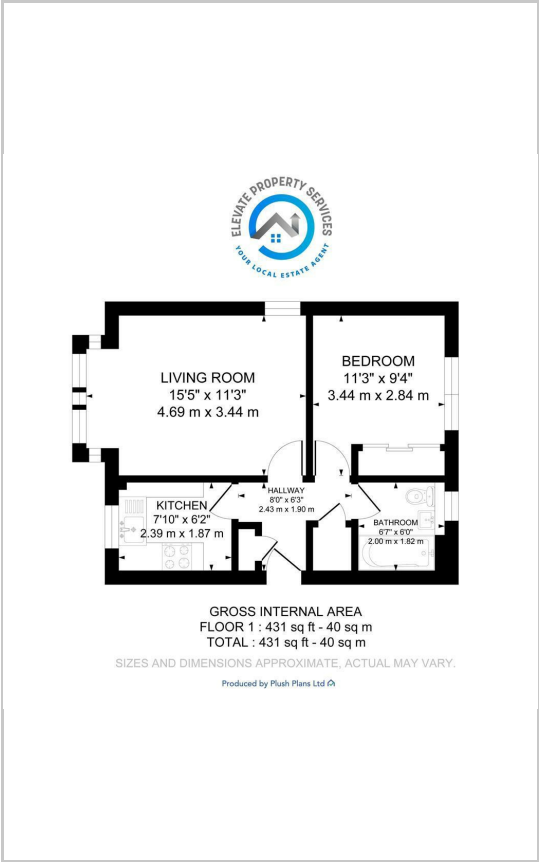 ELEVATE PROPERTY SERVICES
YOUR LOCAL ESTATE AGENT
LIVING ROOM
15'5" x 11'3"
4.69 m x 3.44 m
BEDROOM
11'3" x 9'4"
3.44 m x 2.84 m
HALLWAY
8'0" x 6'3"
2.43 m x 1.90 m
KITCHEN
7'10" x 6'2"
2.39 m x 1.87 m
BATHROOM
6'7" x 6'0"
2.00 m x 1.82 m
GROSS INTERNAL AREA
FLOOR 1 : 431 sq ft - 40 sq m
TOTAL : 431 sq ft - 40 sq m
SIZES AND DIMENSIONS APPROXIMATE, ACTUAL MAY VARY.
Produced by Plush Plans Ltd